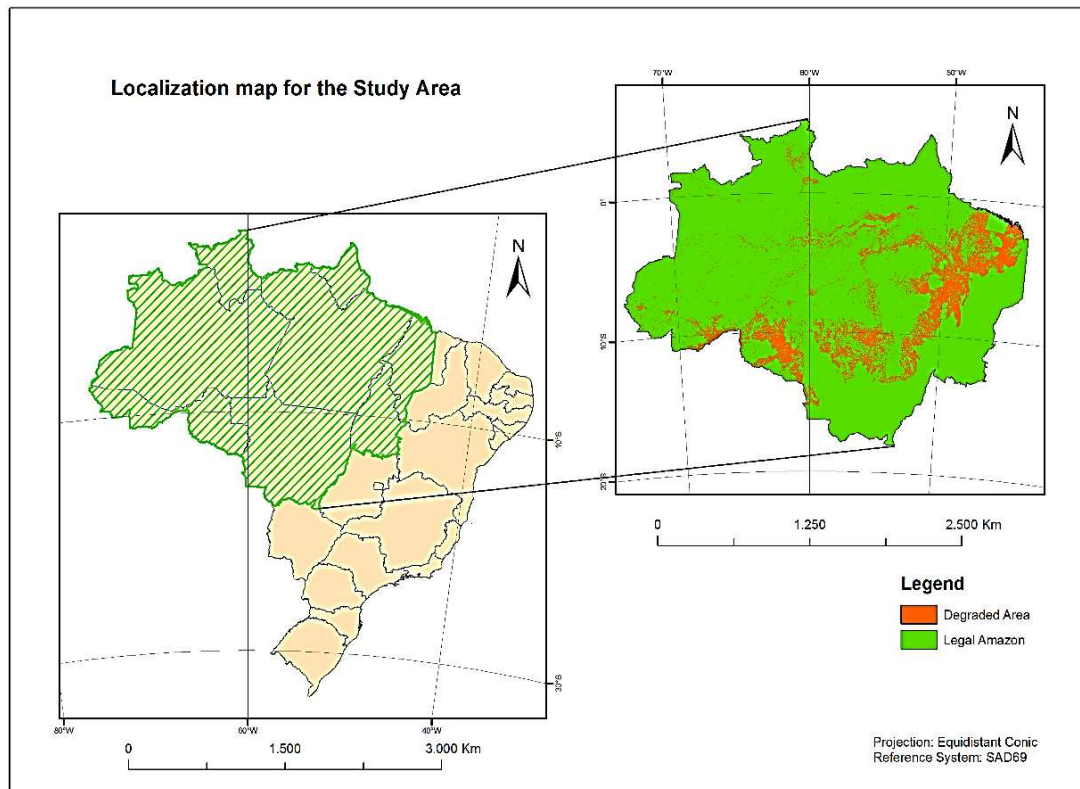 Localization map for the Study Area
70°W
60°W
50°W
N
0°
10°S
20°S
0
1.250
2.500 Km
N
10°S
30°S
80°W
60°W
40°W
0
1.500
3.000 Km
Legend
Degraded Area
Legal Amazon
Projection: Equidistant Conic
Reference System: SAD69